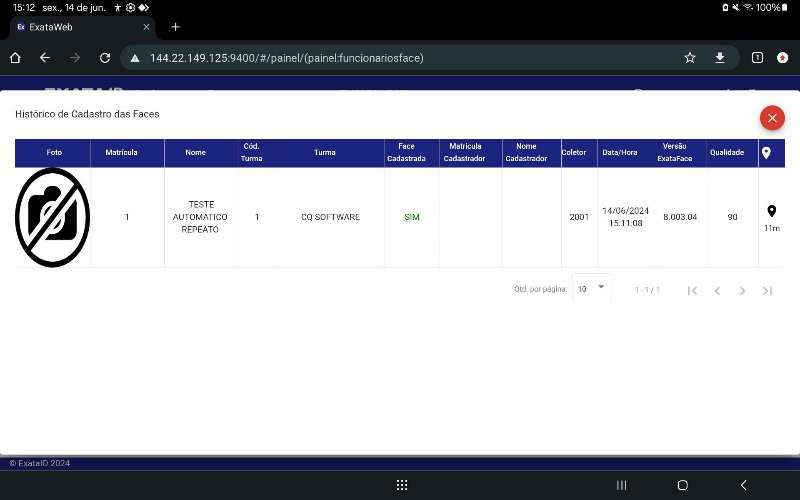 15:12 sex., 14 de jun. 100%
Ex ExataWeb
144.22.149.125:9400/#/painel/(painel:funcionariosface) 1
Histórico de Cadastro das Faces
Foto Matrícula Nome Cód. Turma Turma Face Cadastrada Matrícula Cadastrador Nome Cadastrador Coletor Data/Hora Versão ExataFace Qualidade
1 TESTE AUTOMATICO REPEATO 1 CQ SOFTWARE SIM 2001 14/06/2024 15:11:08 8.003.04 90 11m
Qtd. por página: 10 1 - 1 / 1
© ExataID 2024